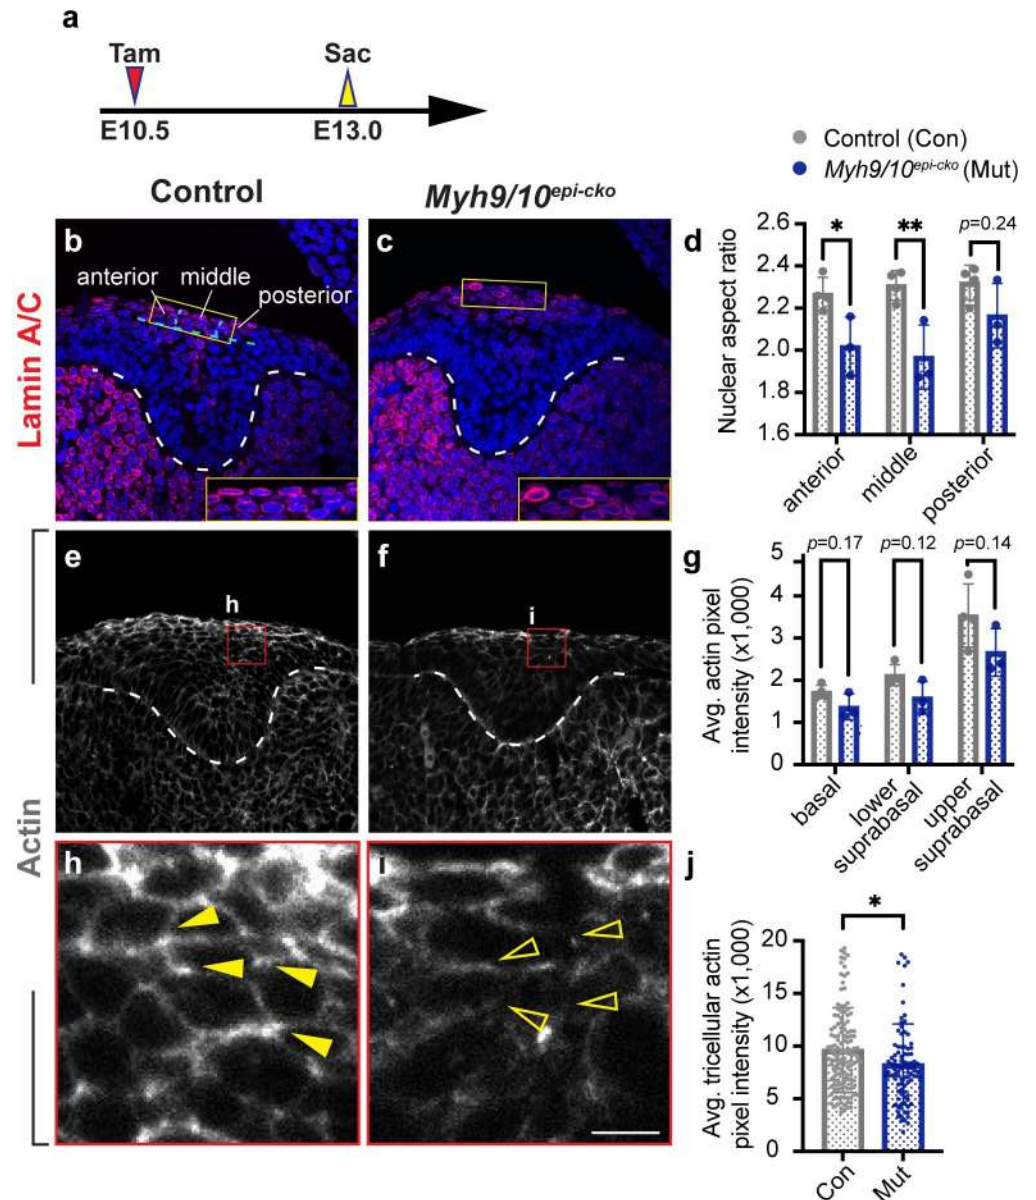 a
Tam
Sac
E10.5
E13.0
Control (Con)
Myh9/10epi-cko (Mut)
Control
Myh9/10epi-cko
Lamin A/C
b
anterior
middle
posterior
c
d
Nuclear aspect ratio
2.6
2.4
2.2
2.0
1.8
1.6
*
**
p=0.24
anterior
middle
posterior
Actin
e
h
f
i
g
Avg. actin pixel
intensity (x1,000)
5
4
3
2
1
0
p=0.17
p=0.12
p=0.14
basal
lower
suprabasal
upper
suprabasal
h
i
j
Avg. tricellular actin
pixel intensity (x1,000)
20
15
10
5
0
*
Con
Mut